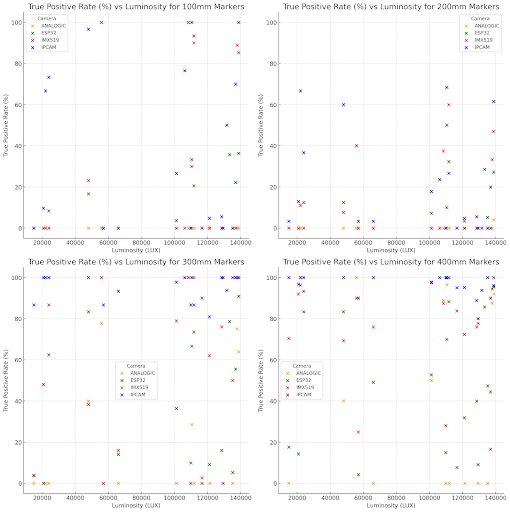 True Positive Rate (%) vs Luminosity for 100mm Markers
True Positive Rate (%)
100
80
60
40
20
0
Camera
ANALOGIC
ESP32
IMX519
IPCAM
20000 40000 60000 80000 100000 120000 140000
Luminosity (LUX)
True Positive Rate (%) vs Luminosity for 200mm Markers
True Positive Rate (%)
100
80
60
40
20
0
Camera
ANALOGIC
ESP32
IMX519
IPCAM
20000 40000 60000 80000 100000 120000 140000
Luminosity (LUX)
True Positive Rate (%) vs Luminosity for 300mm Markers
True Positive Rate (%)
100
80
60
40
20
0
Camera
ANALOGIC
ESP32
IMX519
IPCAM
20000 40000 60000 80000 100000 120000 140000
Luminosity (LUX)
True Positive Rate (%) vs Luminosity for 400mm Markers
True Positive Rate (%)
100
80
60
40
20
0
Camera
ANALOGIC
ESP32
IMX519
IPCAM
20000 40000 60000 80000 100000 120000 140000
Luminosity (LUX)